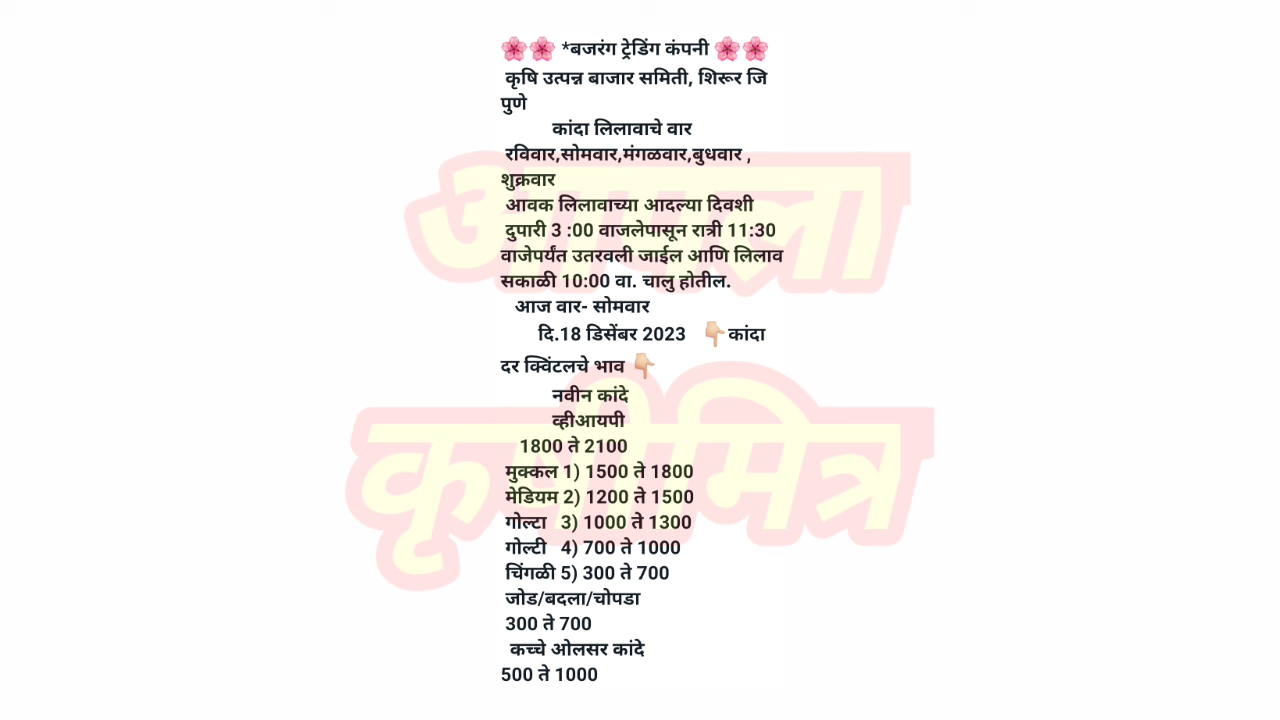 🌸🌸 *बजरंग ट्रेडिंग कंपनी 🌸🌸
कृषि उत्पन्न बाजार समिती, शिरूर जि
पुणे
कांदा लिलावाचे वार
रविवार,सोमवार,मंगळवार,बुधवार ,
शुक्रवार
आवक लिलावाच्या आदल्या दिवशी
दुपारी 3 :00 वाजलेपासून रात्री 11:30
वाजेपर्यंत उतरवली जाईल आणि लिलाव
सकाळी 10:00 वा. चालु होतील.
आज वार- सोमवार
दि.18 डिसेंबर 2023 👇🏻कांदा
दर क्विंटलचे भाव 👇🏻
नवीन कांदे
व्हीआयपी
1800 ते 2100
मुक्कल 1) 1500 ते 1800
मेडियम 2) 1200 ते 1500
गोल्टा 3) 1000 ते 1300
गोल्टी 4) 700 ते 1000
चिंगळी 5) 300 ते 700
जोड/बदला/चोपडा
300 ते 700
कच्चे ओलसर कांदे
500 ते 1000
आपला
कृषीमित्र